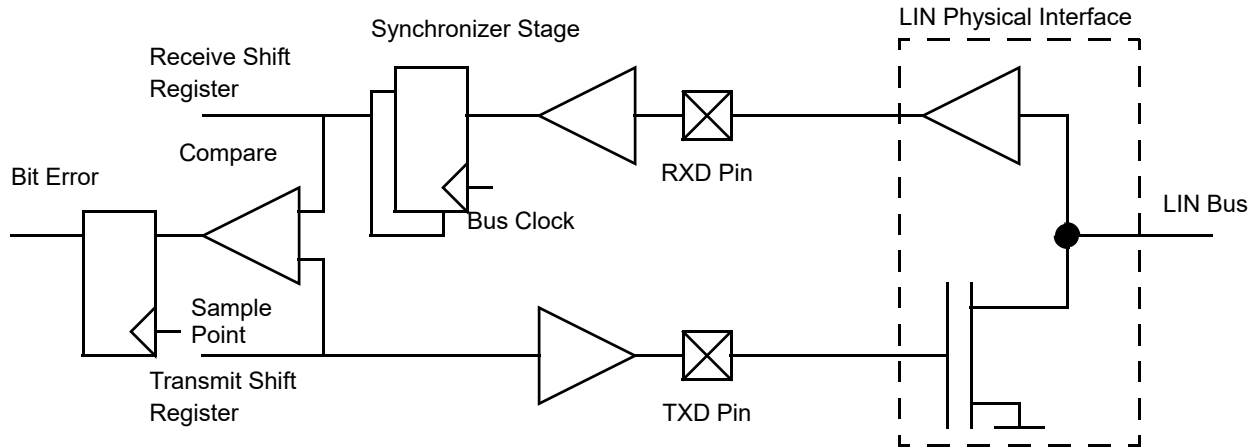 LIN Physical Interface
Synchronizer Stage
Receive Shift
Register
Compare
RXD Pin
Bit Error
LIN Bus
Bus Clock
Sample
Point
Transmit Shift
Register
TXD Pin